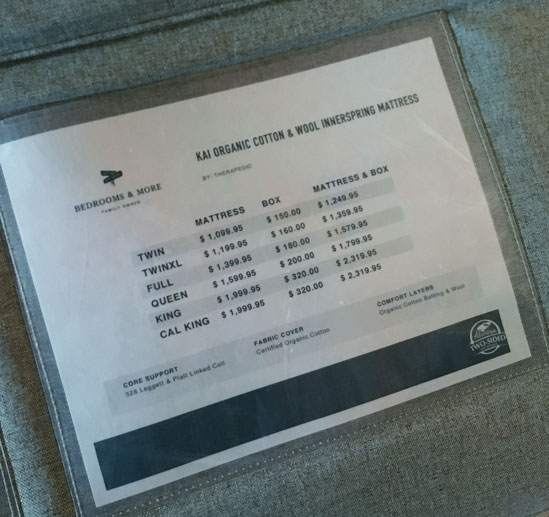 KAI ORGANIC COTTON & WOOL INNERSPRING MATTRESS
BY: THERAPEDIC
BEDROOMS & MORE
FAMILY OWNED
MATTRESS BOX MATTRESS & BOX
TWIN $ 1,099.95 $ 150.00 $ 1,249.95
TWINXL $ 1,199.95 $ 160.00 $ 1,359.95
FULL $ 1,399.95 $ 180.00 $ 1,579.95
QUEEN $ 1,599.95 $ 200.00 $ 1,799.95
KING $ 1,999.95 $ 320.00 $ 2,319.95
CAL KING $ 1,999.95 $ 320.00 $ 2,319.95
CORE SUPPORT
528 Leggett & Platt Linked Coil
FABRIC COVER
Certified Organic Cotton
COMFORT LAYERS
Organic Cotton Batting & Wool
TWO-SIDED